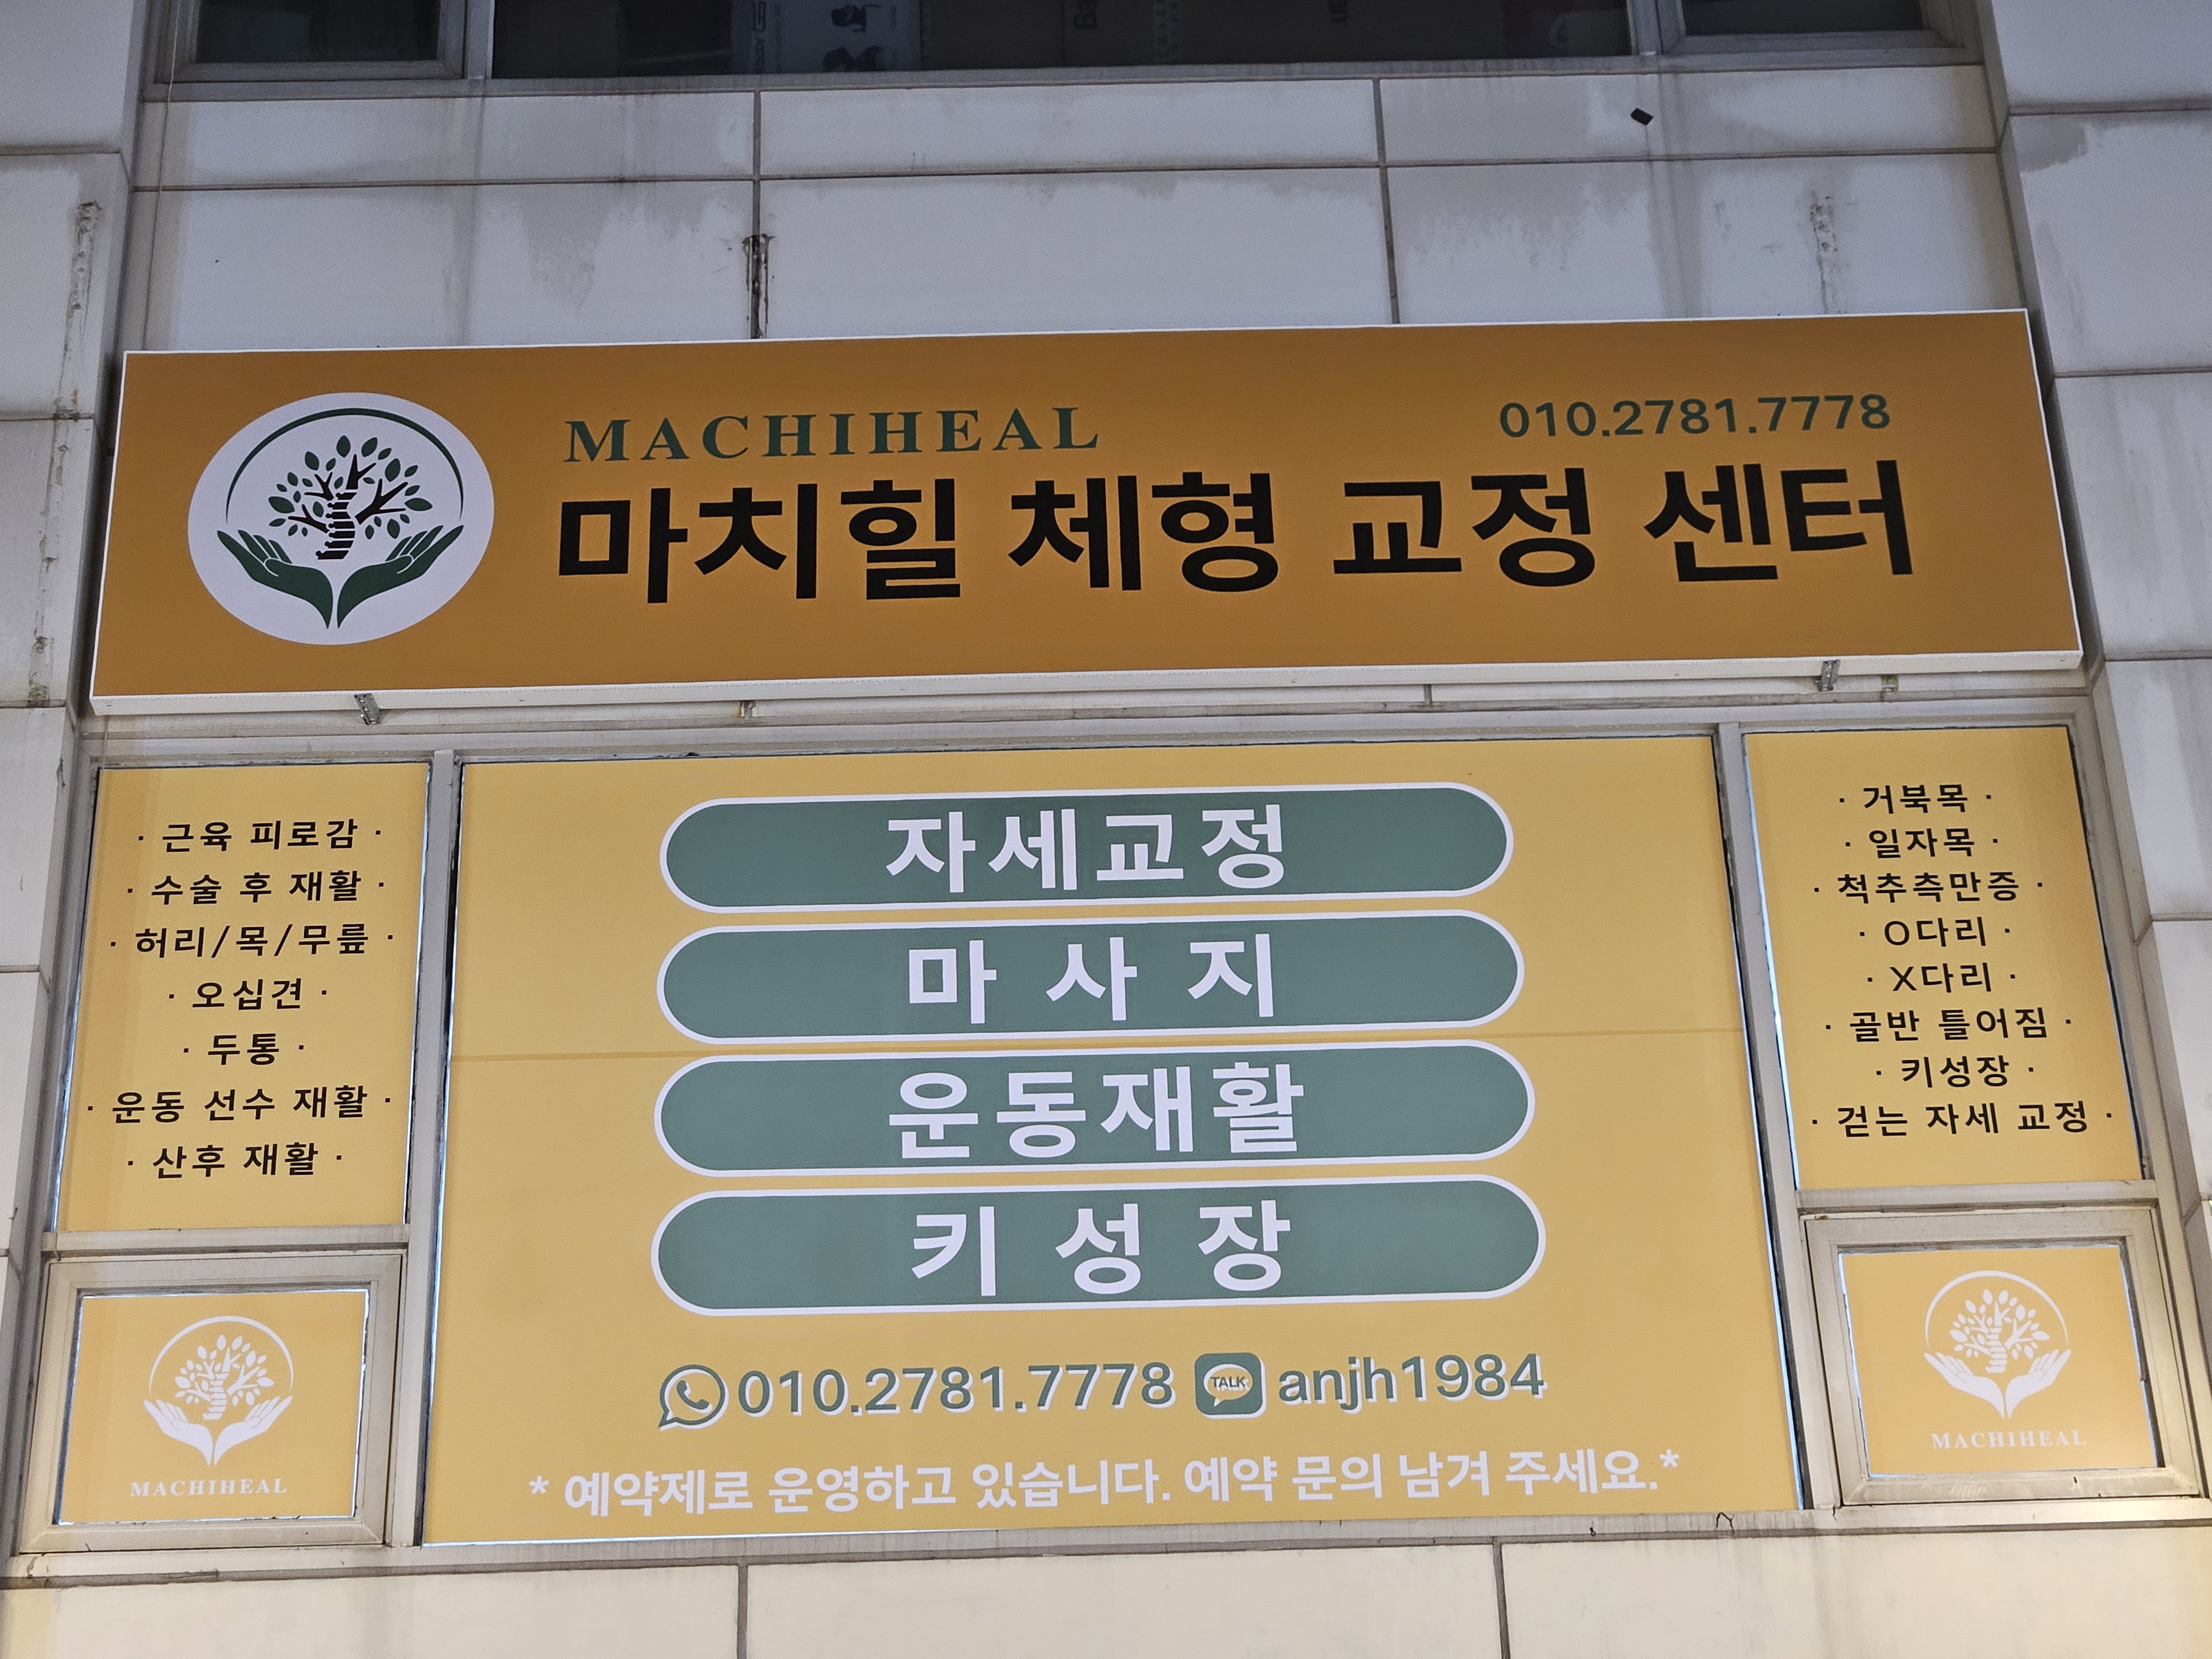 MACHIHEAL
010.2781.7778
마치힐 체형 교정 센터
· 근육 피로감 ·
· 수술 후 재활 ·
· 허리/목/무릎 ·
· 오십견 ·
· 두통 ·
· 운동 선수 재활 ·
· 산후 재활 ·
MACHIHEAL
자세교정
마 사 지
운동재활
키 성 장
010.2781.7778 TALK anjh1984
* 예약제로 운영하고 있습니다. 예약 문의 남겨 주세요.*
· 거북목 ·
· 일자목 ·
· 척추측만증 ·
· O다리 ·
· X다리 ·
· 골반 틀어짐 ·
· 키성장 ·
· 걷는 자세 교정 ·
MACHIHEAL